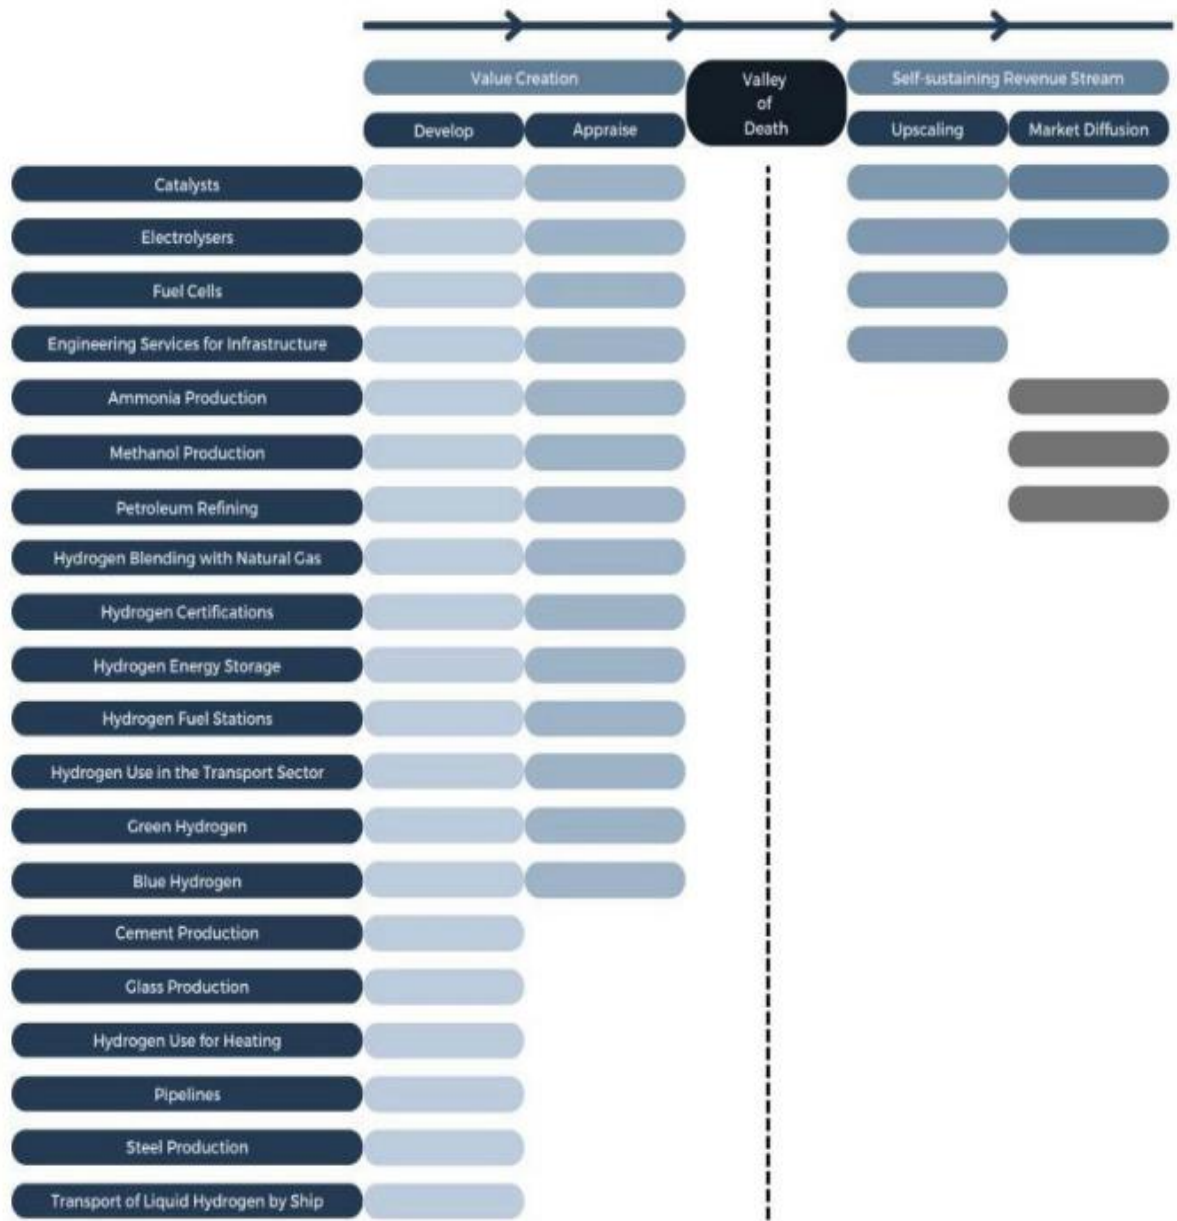 Value Creation
Valley
of
Death
Self-sustaining Revenue Stream
Develop
Appraise
Upscaling
Market Diffusion
Catalysts
Electrolysers
Fuel Cells
Engineering Services for Infrastructure
Ammonia Production
Methanol Production
Petroleum Refining
Hydrogen Blending with Natural Gas
Hydrogen Certifications
Hydrogen Energy Storage
Hydrogen Fuel Stations
Hydrogen Use in the Transport Sector
Green Hydrogen
Blue Hydrogen
Cement Production
Glass Production
Hydrogen Use for Heating
Pipelines
Steel Production
Transport of Liquid Hydrogen by Ship